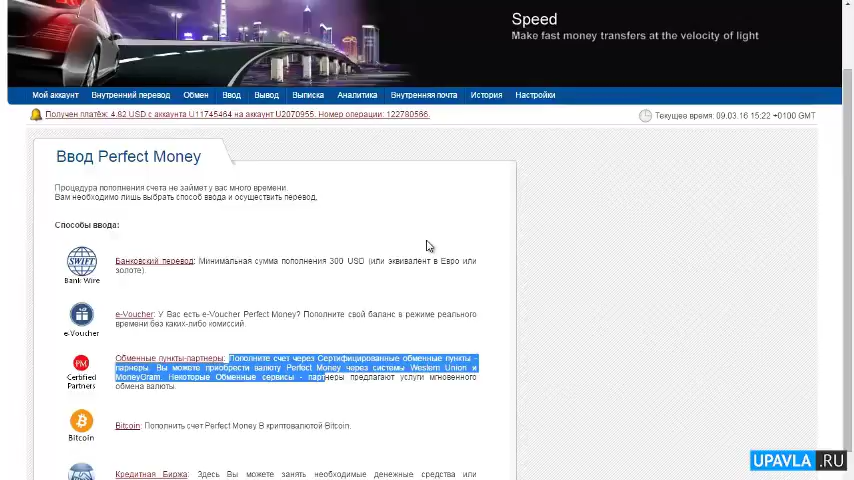 Speed
Make fast money transfers at the velocity of light
Мой аккаунт Внутренний перевод Обмен Ввод Вывод Выписка Аналитика Внутренняя почта История Настройки
Получен платёж: 4.82 USD с аккаунта U11745464 на аккаунт U2070955. Номер операции: 122780566.
Текущее время: 09.03.16 15:22 +0100 GMT
Ввод Perfect Money
Процедура пополнения счета не займет у вас много времени.
Вам необходимо лишь выбрать способ ввода и осуществить перевод.
Способы ввода:
SWIFT
Bank Wire
Банковский перевод: Минимальная сумма пополнения 300 USD (или эквивалент в Евро или
золоте).
e-Voucher
e-Voucher: У Вас есть e-Voucher Perfect Money? Пополните свой баланс в режиме реального
времени без каких-либо комиссий.
PM
Certified
Partners
Обменные пункты-партнеры: Пополните счет через Сертифицированные обменные пункты -
парнеры. Вы можете приобрести валюту Perfect Money через системы Western Union и
MoneyGram. Некоторые Обменные сервисы - партнеры предлагают услуги мгновенного
обмена валюты.
Bitcoin
Bitcoin: Пополнить счет Perfect Money В криптовалютой Bitcoin.
Кредитная Биржа: Здесь Вы можете занять необходимые денежные средства или
UPAVLA .RU